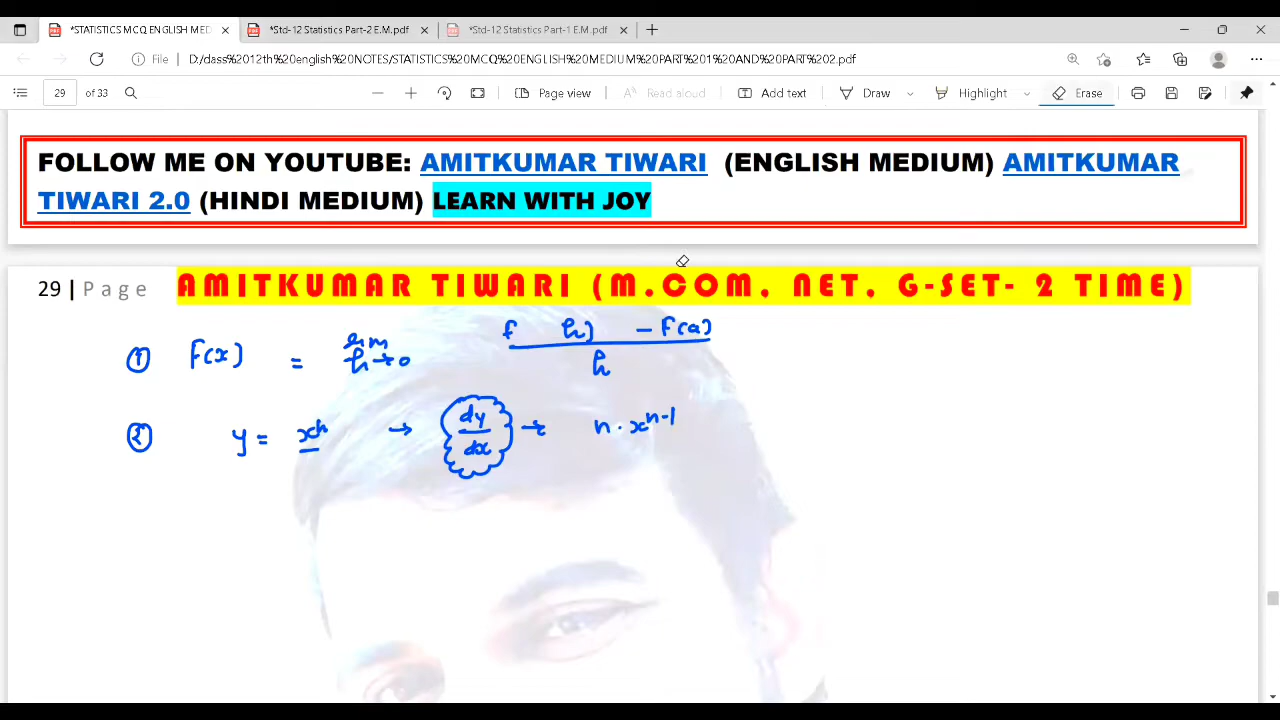 *STATISTICS MCQ ENGLISH MED
*Std-12 Statistics Part-2 E.M.pdf
*Std-12 Statistics Part-1 E.M.pdf
File D:/class%2012th%20english%20NOTES/STATISTICS%20MCQ%20ENGLISH%20MEDIUM%20PART%201%20AND%20PART%202.pdf
29 of 33 Page view Read aloud Add text Draw Highlight Erase
FOLLOW ME ON YOUTUBE: AMITKUMAR TIWARI (ENGLISH MEDIUM) AMITKUMAR
TIWARI 2.0 (HINDI MEDIUM) LEARN WITH JOY
29 | Page AMITKUMAR TIWARI (M.COM, NET, G-SET- 2 TIME)
① F(x) = lim h→0 f h) − F(a) / h
② y = xⁿ → dy/dx → n · xⁿ⁻¹